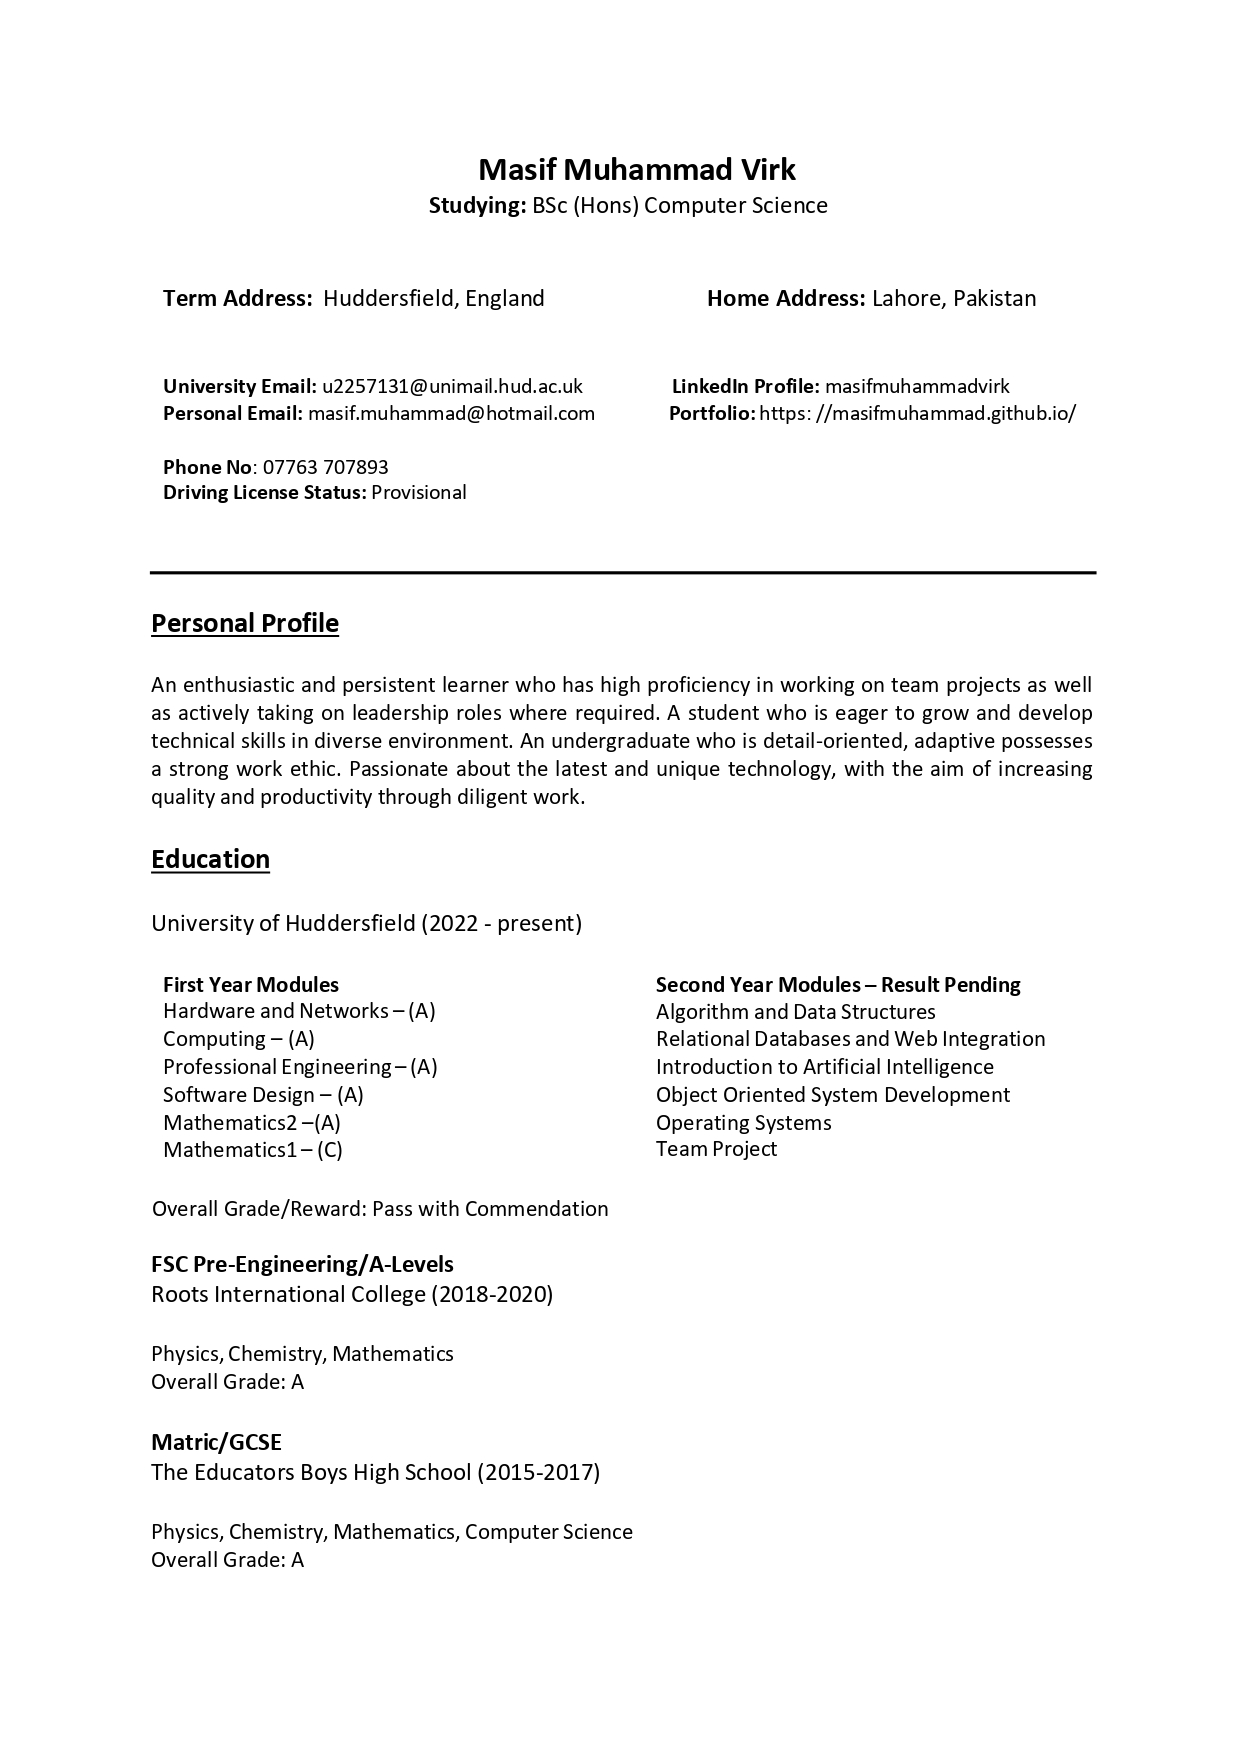 Masif Muhammad Virk
Studying: BSc (Hons) Computer Science
Term Address: Huddersfield, England
Home Address: Lahore, Pakistan
University Email: u2257131@unimail.hud.ac.uk
Personal Email: masif.muhammad@hotmail.com
LinkedIn Profile: masifmuhammadvirk
Portfolio: https: //masifmuhammad.github.io/
Phone No: 07763 707893
Driving License Status: Provisional
Personal Profile
An enthusiastic and persistent learner who has high proficiency in working on team projects as well
as actively taking on leadership roles where required. A student who is eager to grow and develop
technical skills in diverse environment. An undergraduate who is detail-oriented, adaptive possesses
a strong work ethic. Passionate about the latest and unique technology, with the aim of increasing
quality and productivity through diligent work.
Education
University of Huddersfield (2022 - present)
First Year Modules
Hardware and Networks – (A)
Computing – (A)
Professional Engineering – (A)
Software Design – (A)
Mathematics2 –(A)
Mathematics1 – (C)
Second Year Modules – Result Pending
Algorithm and Data Structures
Relational Databases and Web Integration
Introduction to Artificial Intelligence
Object Oriented System Development
Operating Systems
Team Project
Overall Grade/Reward: Pass with Commendation
FSC Pre-Engineering/A-Levels
Roots International College (2018-2020)
Physics, Chemistry, Mathematics
Overall Grade: A
Matric/GCSE
The Educators Boys High School (2015-2017)
Physics, Chemistry, Mathematics, Computer Science
Overall Grade: A